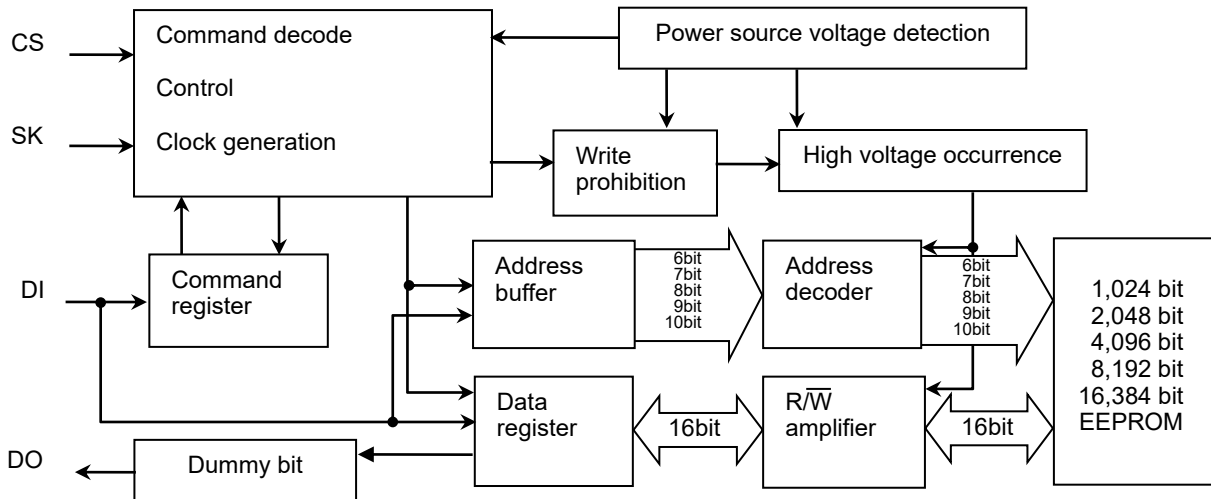 CS
SK
DI
DO
Command decode
Control
Clock generation
Power source voltage detection
Write
prohibition
High voltage occurrence
Command
register
Address
buffer
6bit
7bit
8bit
9bit
10bit
Address
decoder
6bit
7bit
8bit
9bit
10bit
1,024 bit
2,048 bit
4,096 bit
8,192 bit
16,384 bit
EEPROM
Data
register
16bit
R/W̅
amplifier
16bit
Dummy bit